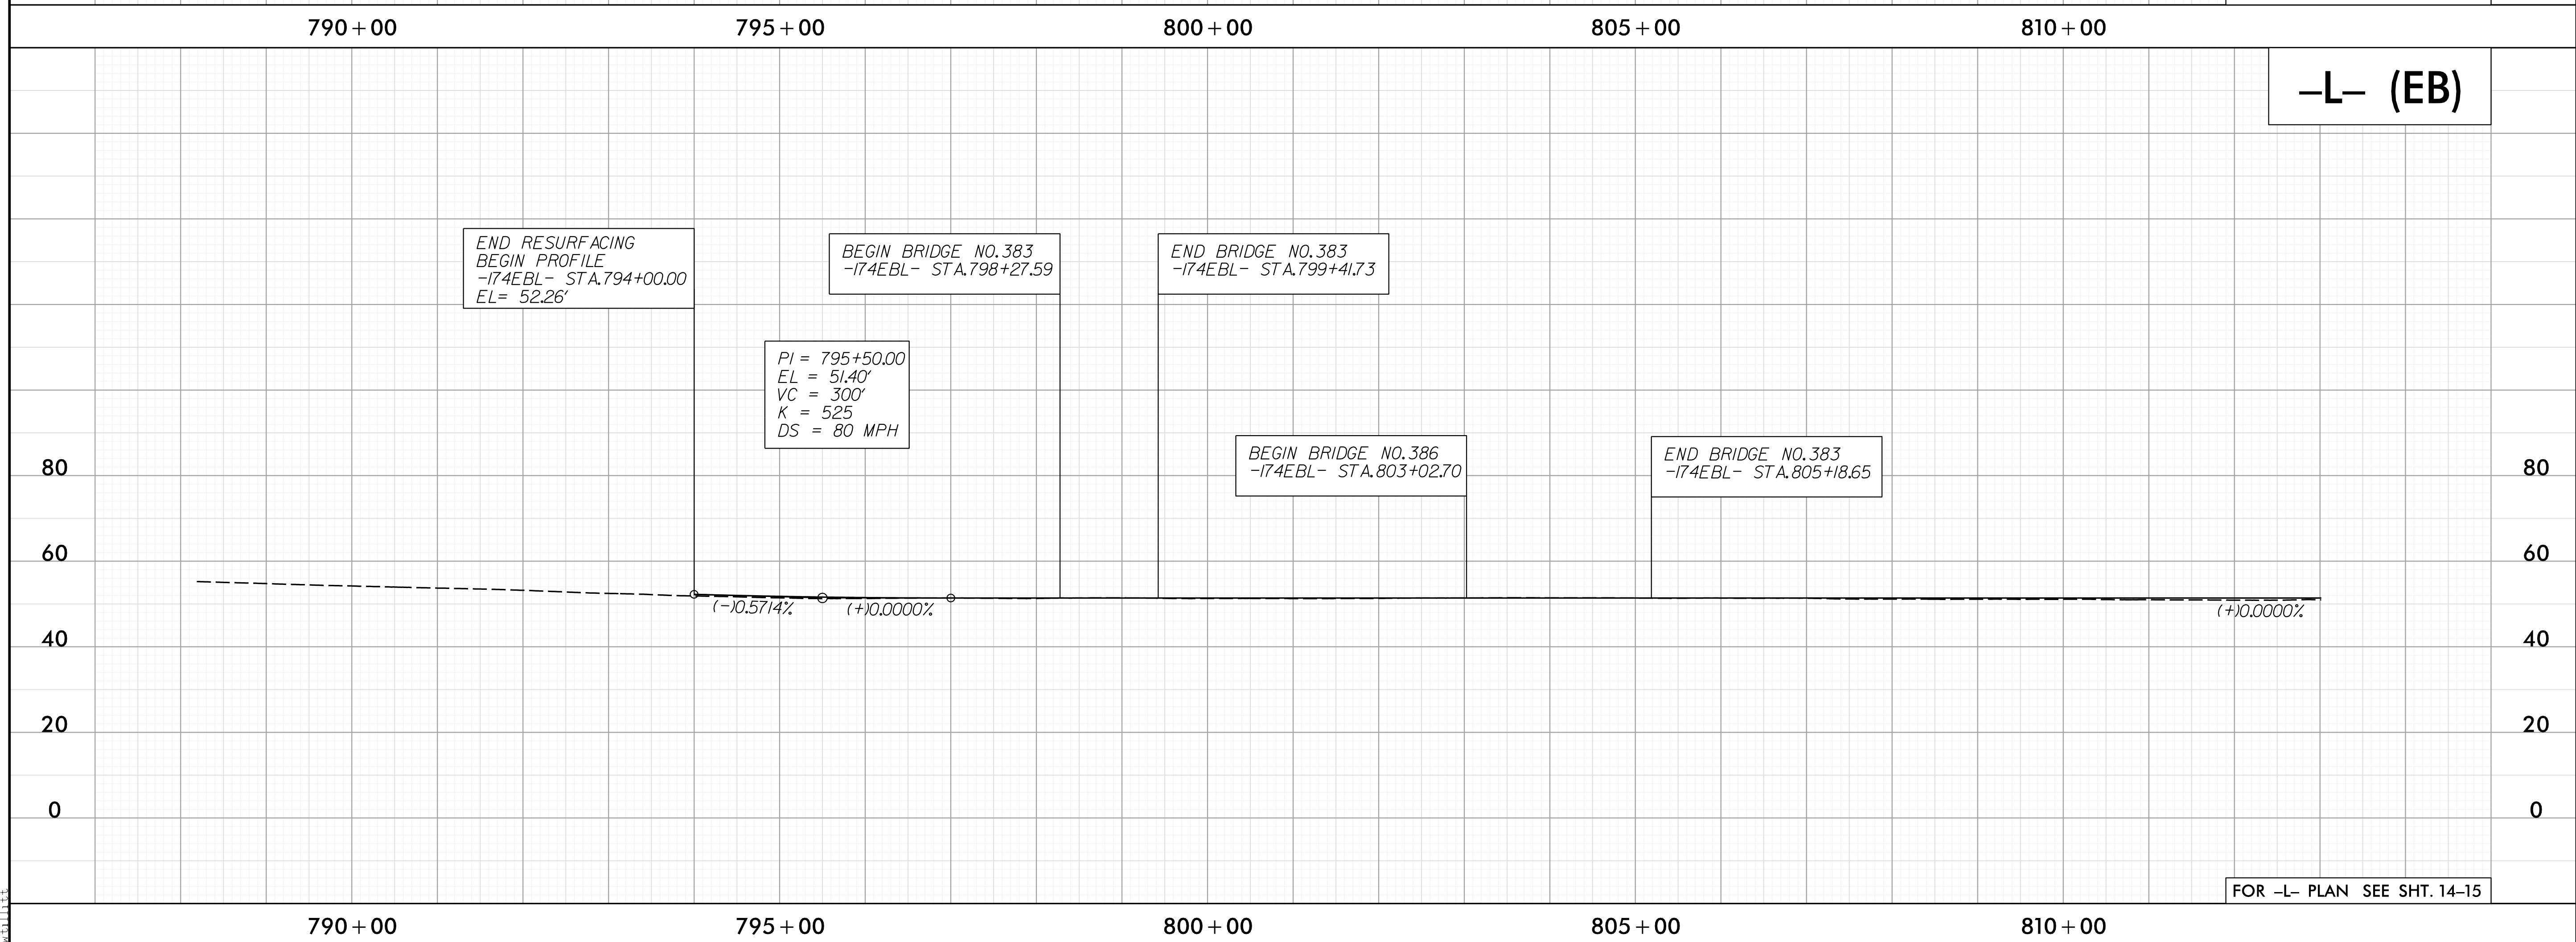 790+00 795+00 800+00 805+00 810+00
–L– (EB)
END RESURFACING
BEGIN PROFILE
-I74EBL- STA.794+00.00
EL= 52.26'
BEGIN BRIDGE NO.383
-I74EBL- STA.798+27.59
END BRIDGE NO.383
-I74EBL- STA.799+41.73
PI = 795+50.00
EL = 51.40'
VC = 300'
K = 525
DS = 80 MPH
BEGIN BRIDGE NO.386
-I74EBL- STA.803+02.70
END BRIDGE NO.383
-I74EBL- STA.805+18.65
80 80
60 60
(-)0.5714% (+)0.0000% (+)0.0000%
40 40
20 20
0 0
FOR –L– PLAN SEE SHT. 14–15
790+00 795+00 800+00 805+00 810+00